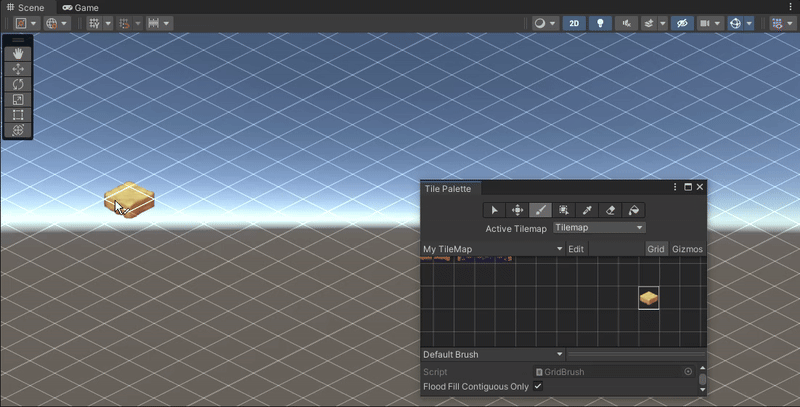 Scene Game
2D
Tile Palette
Active Tilemap Tilemap
My TileMap Edit Grid Gizmos
Default Brush
Script GridBrush
Flood Fill Contiguous Only